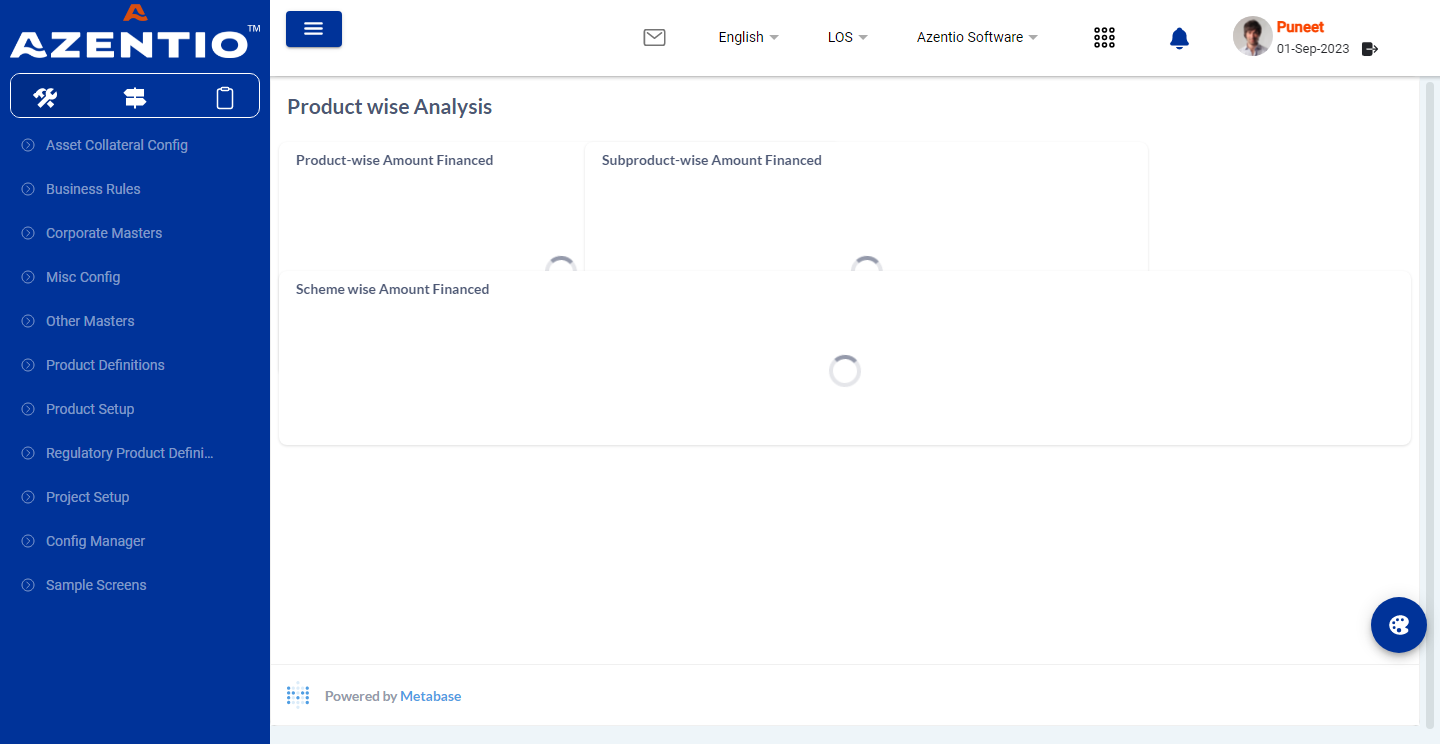 AZENTIO™
English
LOS
Azentio Software
Puneet
01-Sep-2023
Asset Collateral Config
Business Rules
Corporate Masters
Misc Config
Other Masters
Product Definitions
Product Setup
Regulatory Product Defini...
Project Setup
Config Manager
Sample Screens
Product wise Analysis
Product-wise Amount Financed
Subproduct-wise Amount Financed
Scheme wise Amount Financed
Powered by Metabase